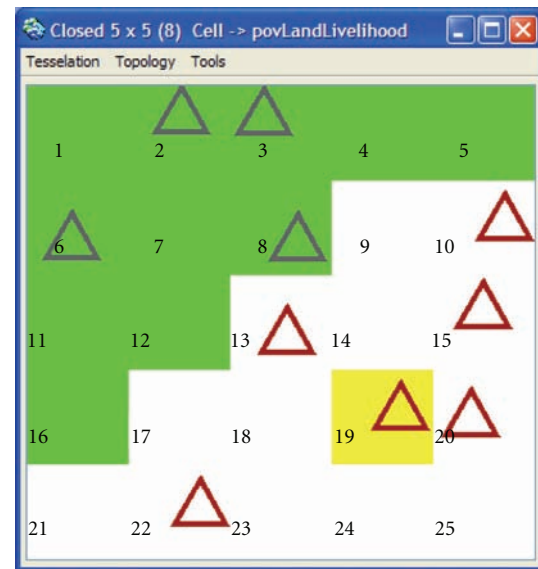 Closed 5 x 5 (8) Cell -> povLandLivelihood
Tesselation Topology Tools
1 2 3 4 5
6 7 8 9 10
11 12 13 14 15
16 17 18 19 20
21 22 23 24 25